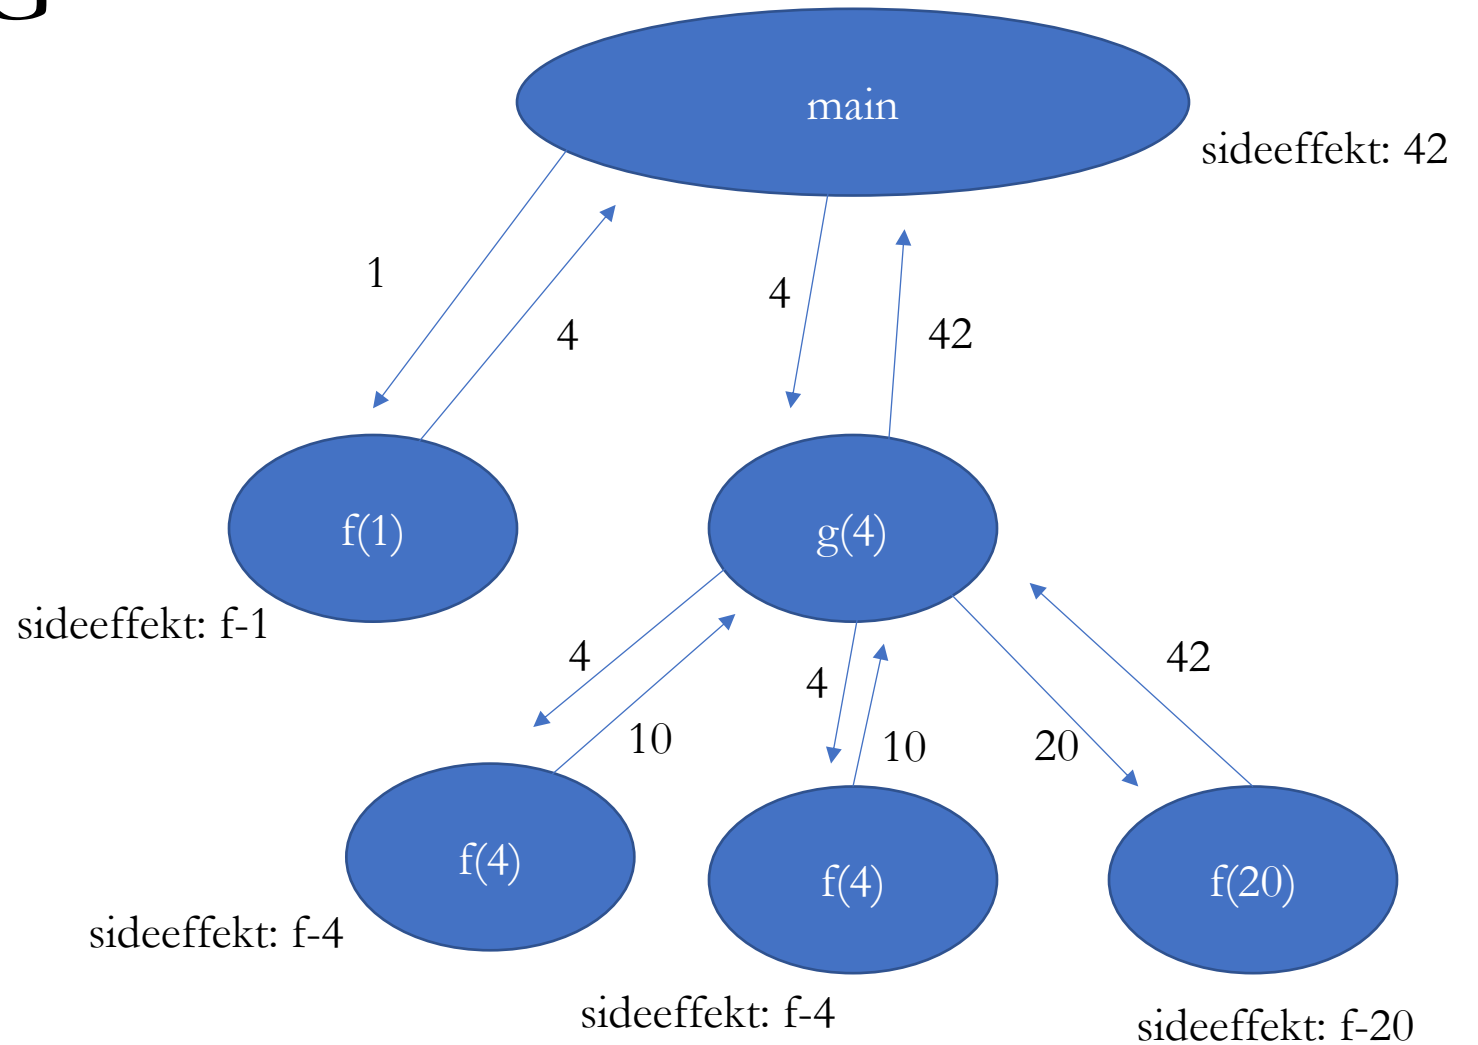 G
main
sideeffekt: 42
1
4
4
42
f(1)
g(4)
sideeffekt: f-1
4
10
4
10
20
42
f(4)
f(4)
f(20)
sideeffekt: f-4
sideeffekt: f-4
sideeffekt: f-20